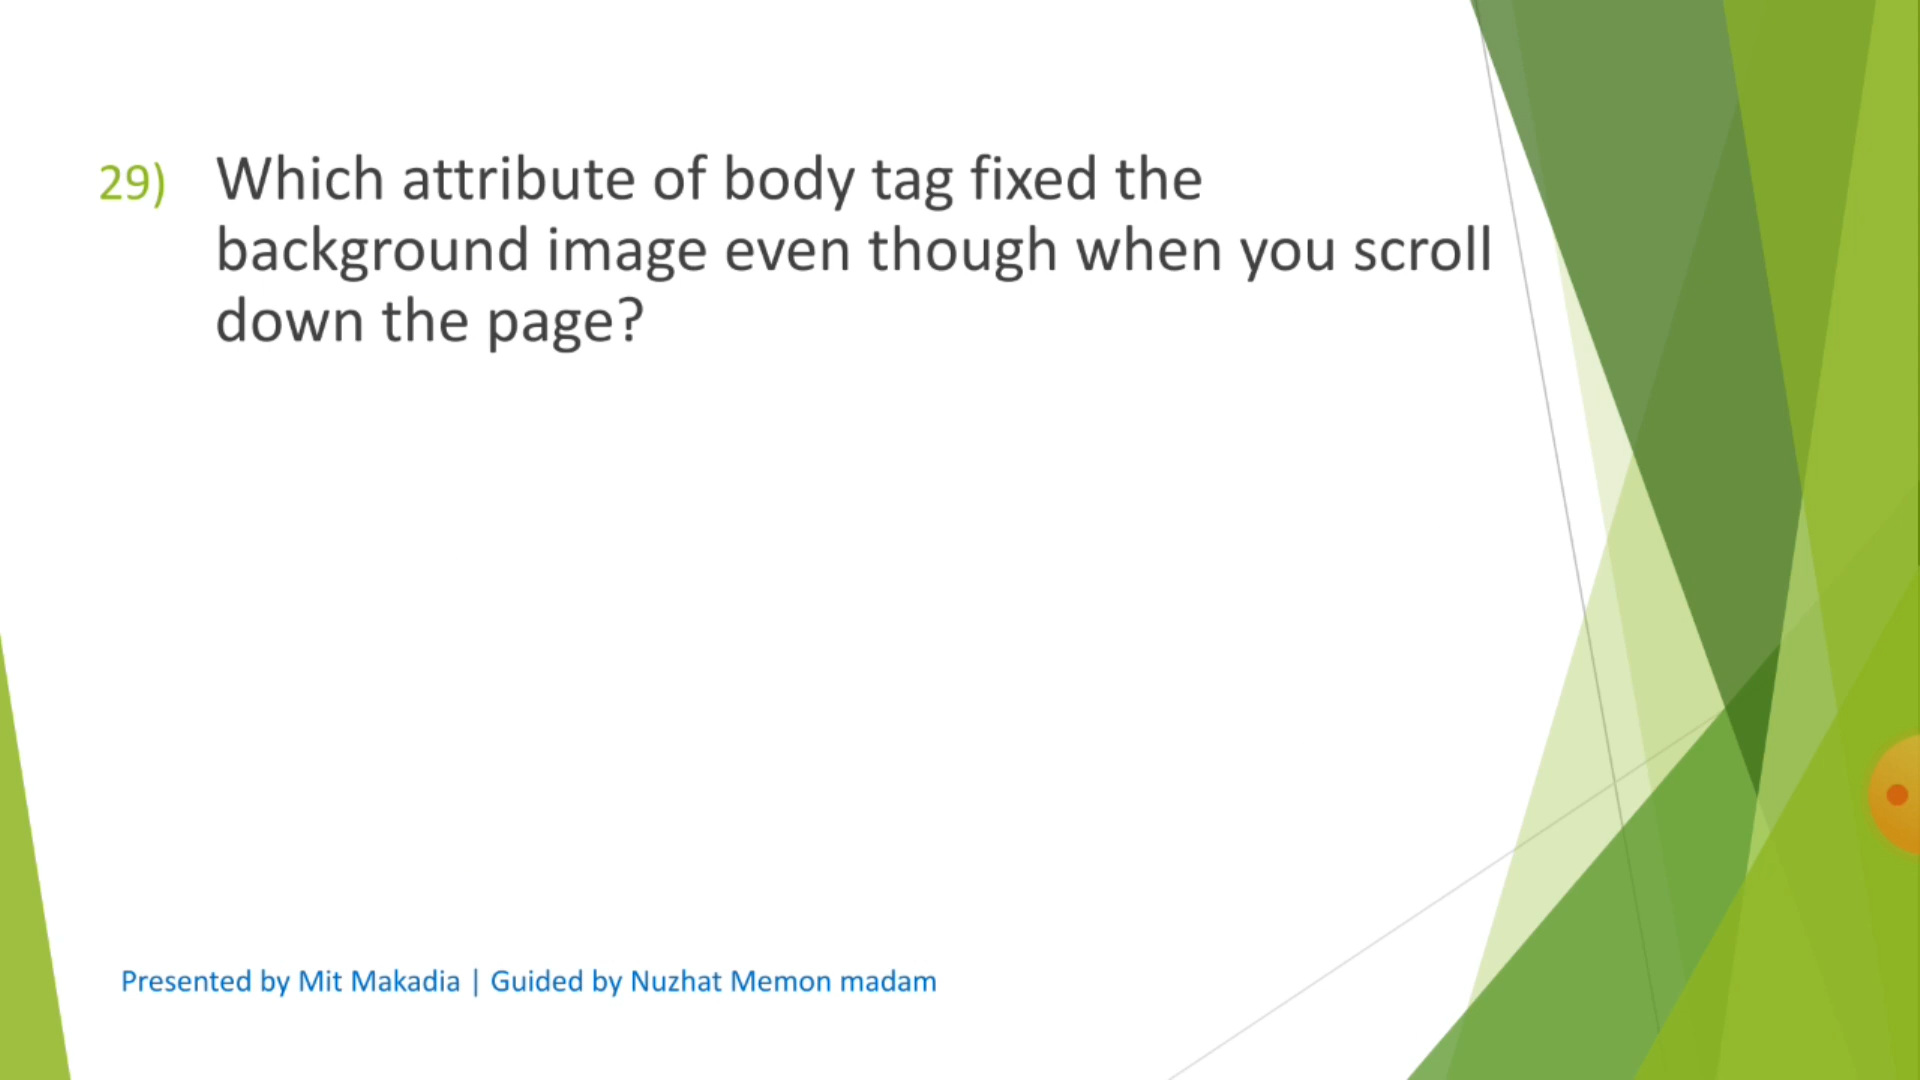 29) Which attribute of body tag fixed the
background image even though when you scroll
down the page?
Presented by Mit Makadia | Guided by Nuzhat Memon madam